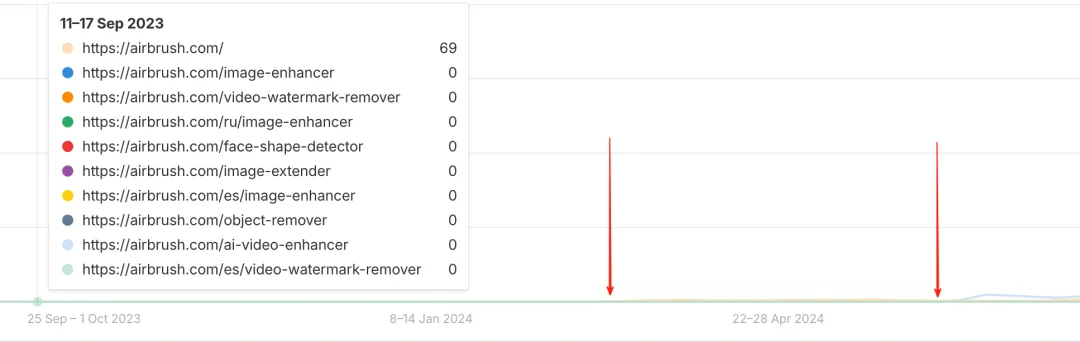 11–17 Sep 2023
https://airbrush.com/ 69
https://airbrush.com/image-enhancer 0
https://airbrush.com/video-watermark-remover 0
https://airbrush.com/ru/image-enhancer 0
https://airbrush.com/face-shape-detector 0
https://airbrush.com/image-extender 0
https://airbrush.com/es/image-enhancer 0
https://airbrush.com/object-remover 0
https://airbrush.com/ai-video-enhancer 0
https://airbrush.com/es/video-watermark-remover 0
25 Sep – 1 Oct 2023 8–14 Jan 2024 22–28 Apr 2024